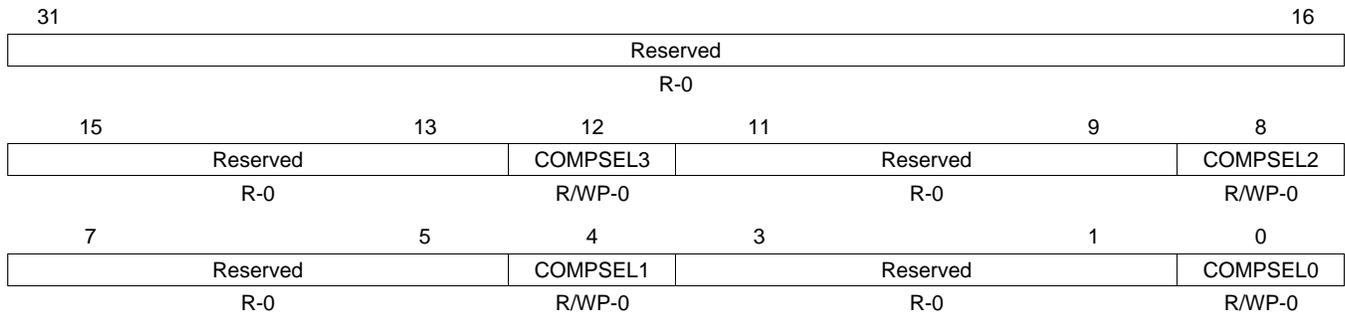 31 16
Reserved
R-0
15 13 12 11 9 8
Reserved COMPSEL3 Reserved COMPSEL2
R-0 R/WP-0 R-0 R/WP-0
7 5 4 3 1 0
Reserved COMPSEL1 Reserved COMPSEL0
R-0 R/WP-0 R-0 R/WP-0